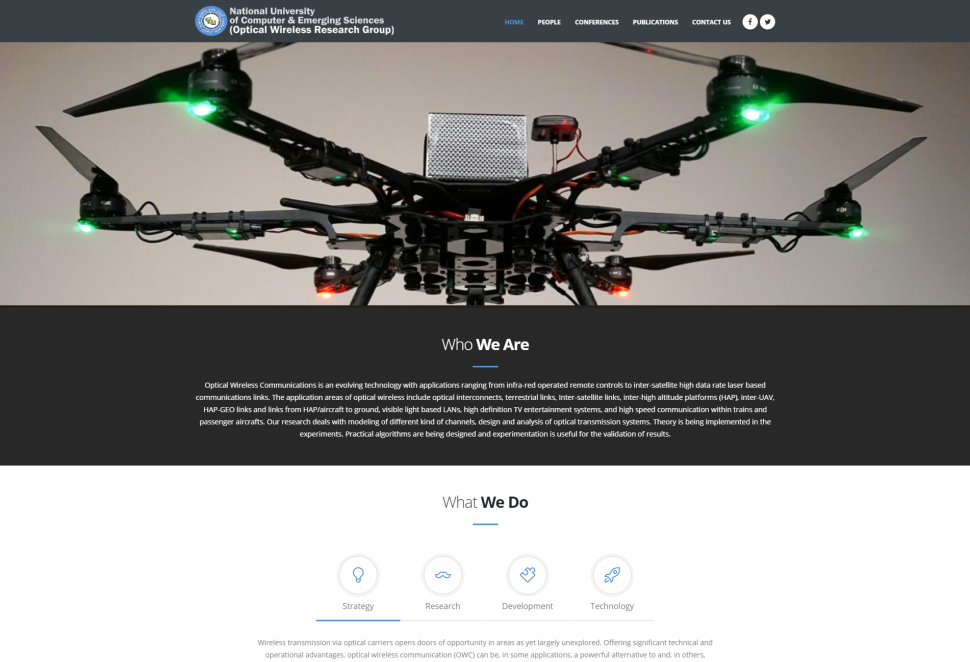 National University
of Computer & Emerging Sciences
(Optical Wireless Research Group)
HOME PEOPLE CONFERENCES PUBLICATIONS CONTACT US
Who We Are
Optical Wireless Communications is an evolving technology with applications ranging from infra-red operated remote controls to inter-satellite high data rate laser based
communications links. The application areas of optical wireless include optical interconnects, terrestrial links, Inter-satellite links, inter-high altitude platforms (HAP), inter-UAV,
HAP-GEO links and links from HAP/aircraft to ground, visible light based LANs, high definition TV entertainment systems, and high speed communication within trains and
passenger aircrafts. Our research deals with modeling of different kind of channels, design and analysis of optical transmission systems. Theory is being implemented in the
experiments. Practical algorithms are being designed and experimentation is useful for the validation of results.
What We Do
Strategy Research Development Technology
Wireless transmission via optical carriers opens doors of opportunity in areas as yet largely unexplored. Offering significant technical and
operational advantages, optical wireless communication (OWC) can be, in some applications, a powerful alternative to and, in others,